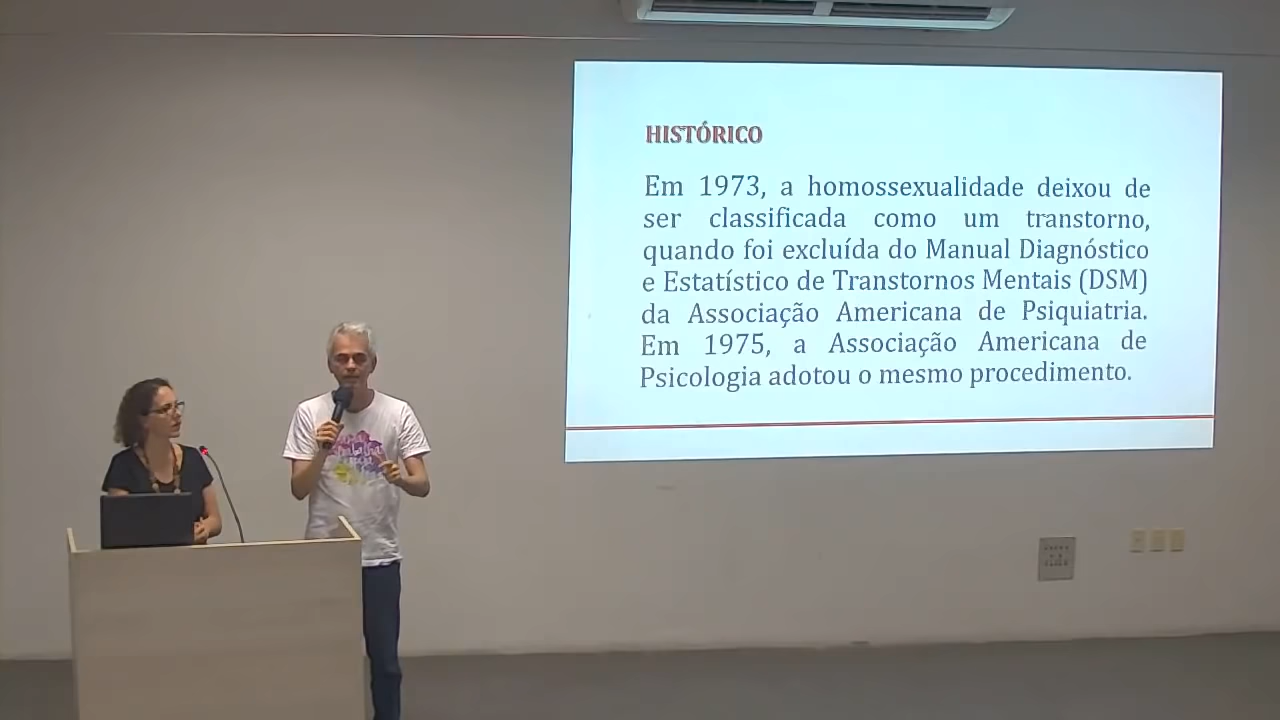 HISTÓRICO
Em 1973, a homossexualidade deixou de
ser classificada como um transtorno,
quando foi excluída do Manual Diagnóstico
e Estatístico de Transtornos Mentais (DSM)
da Associação Americana de Psiquiatria.
Em 1975, a Associação Americana de
Psicologia adotou o mesmo procedimento.